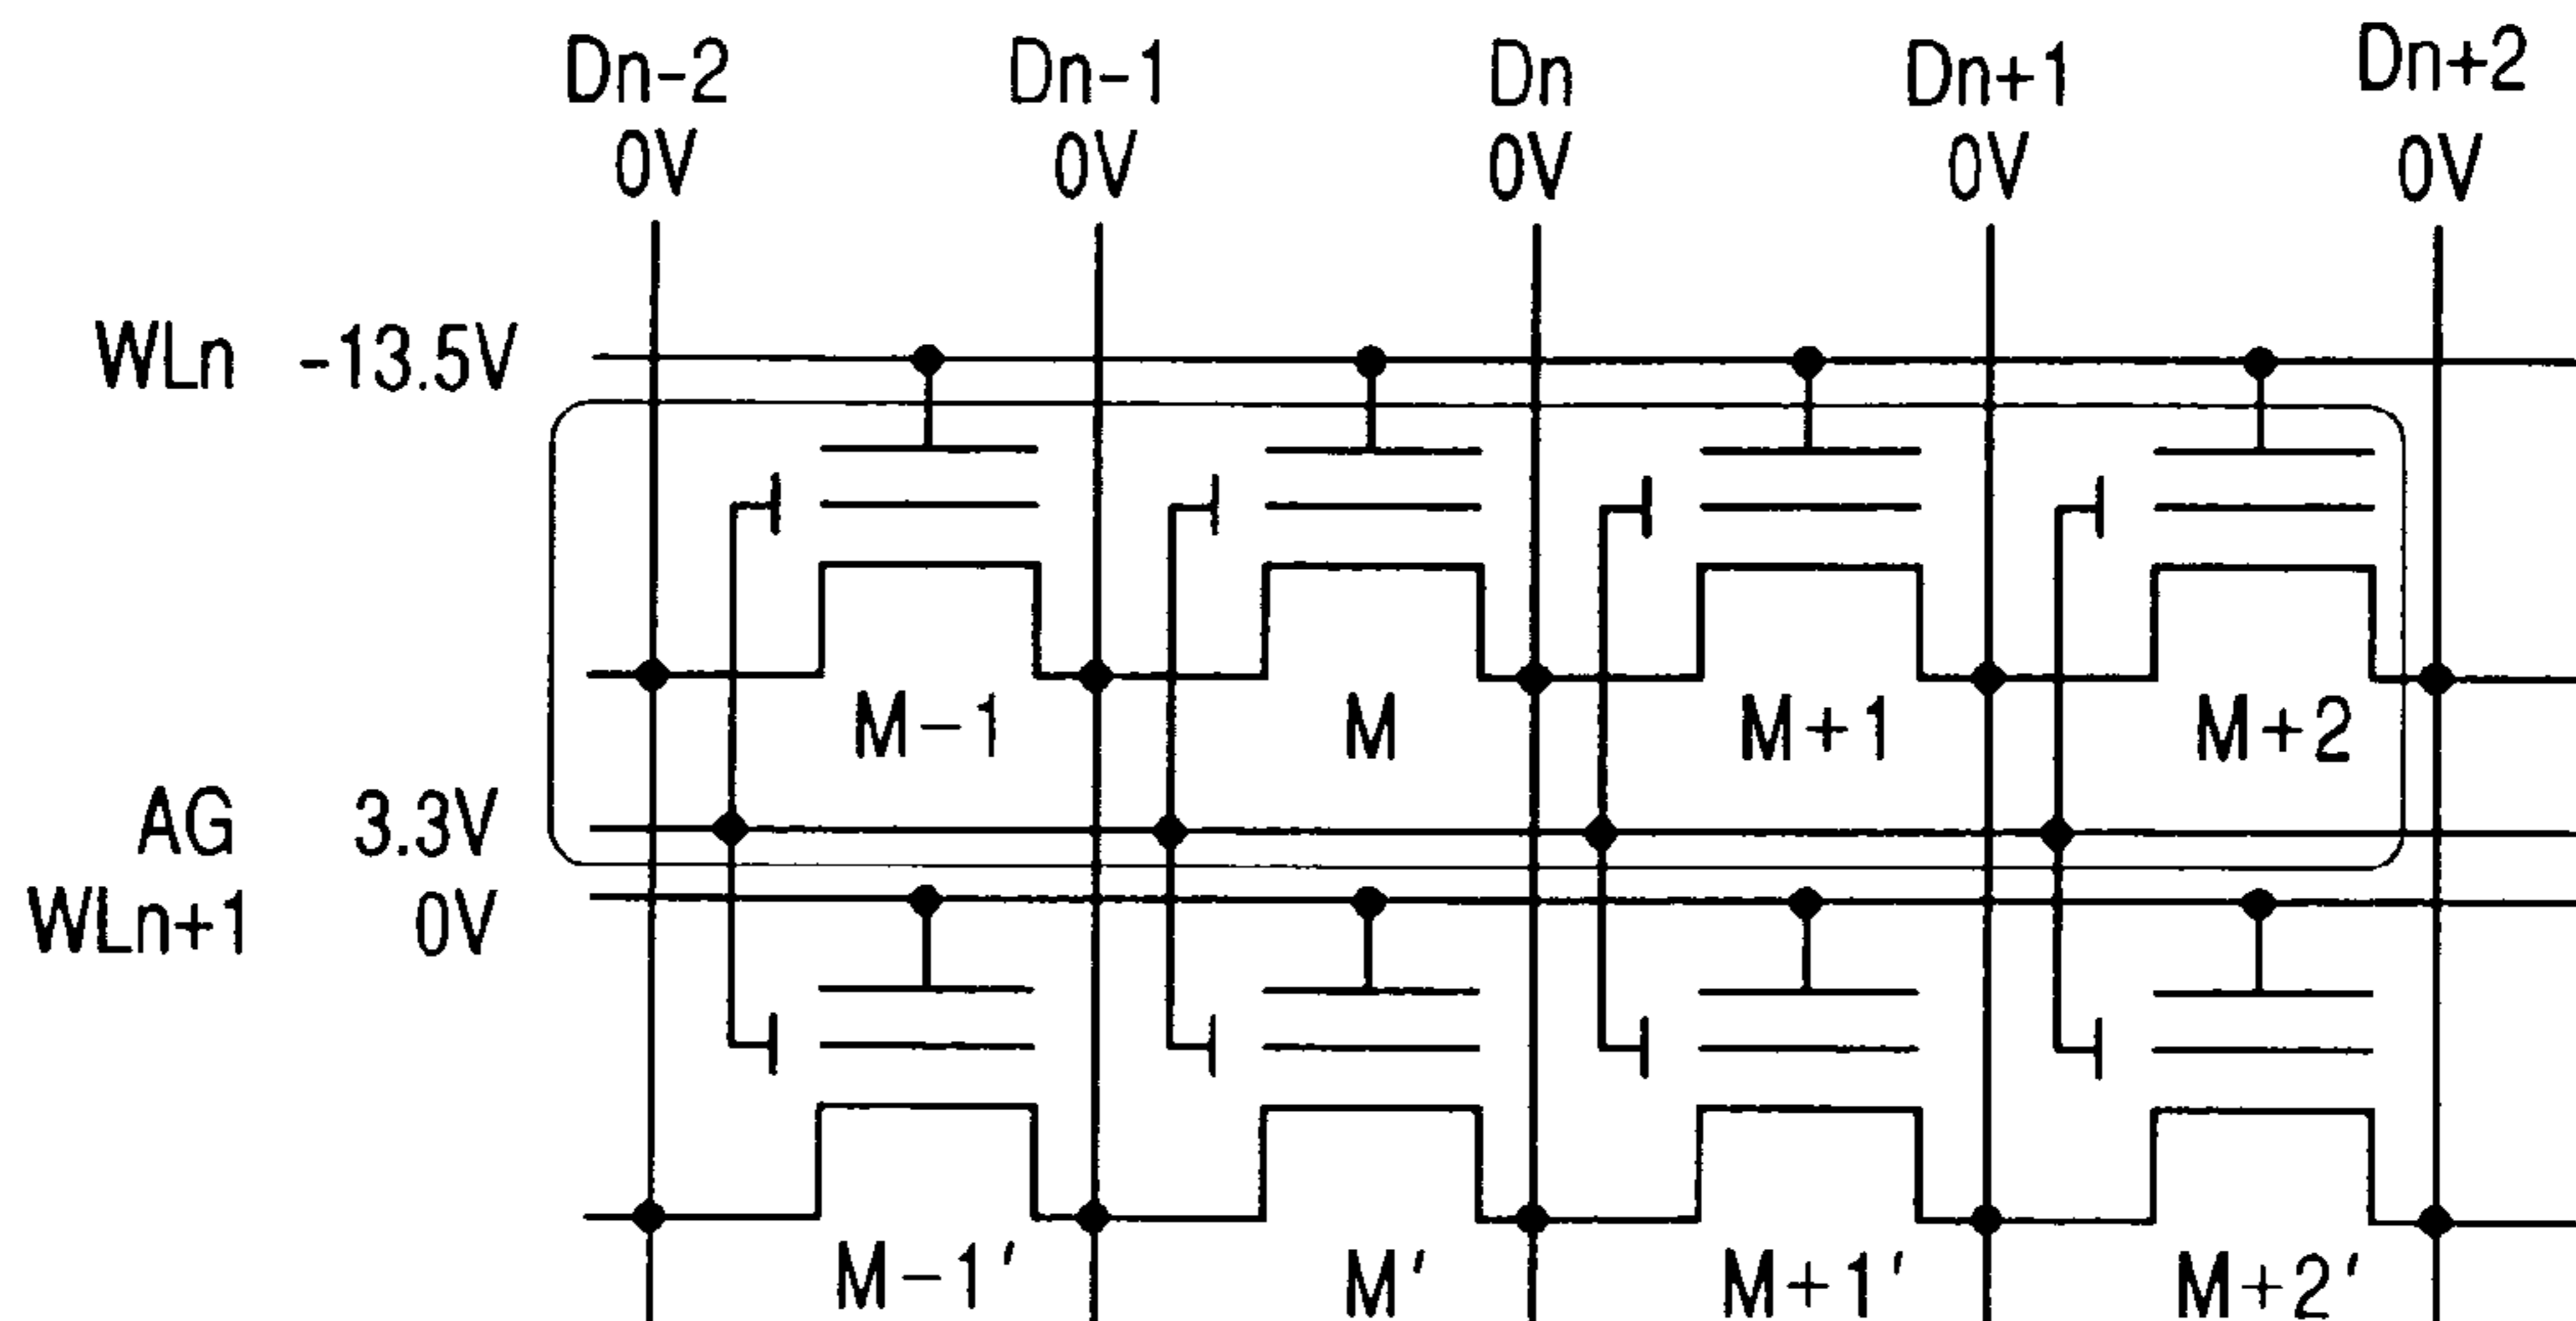 Dn-2 Dn-1 Dn Dn+1 Dn+2
0V 0V 0V 0V 0V
WLn -13.5V
M-1 M M+1 M+2
AG 3.3V
WLn+1 0V
M-1' M' M+1' M+2'